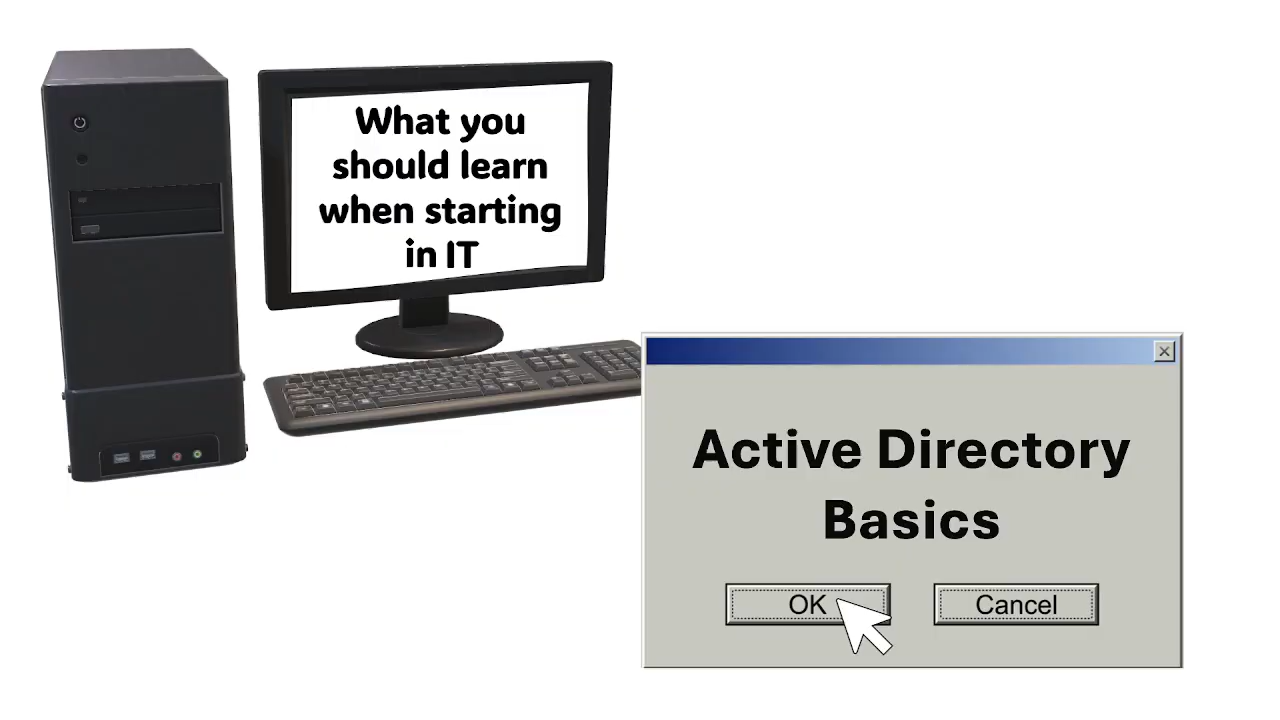 What you
should learn
when starting
in IT
Active Directory
Basics
OK
Cancel